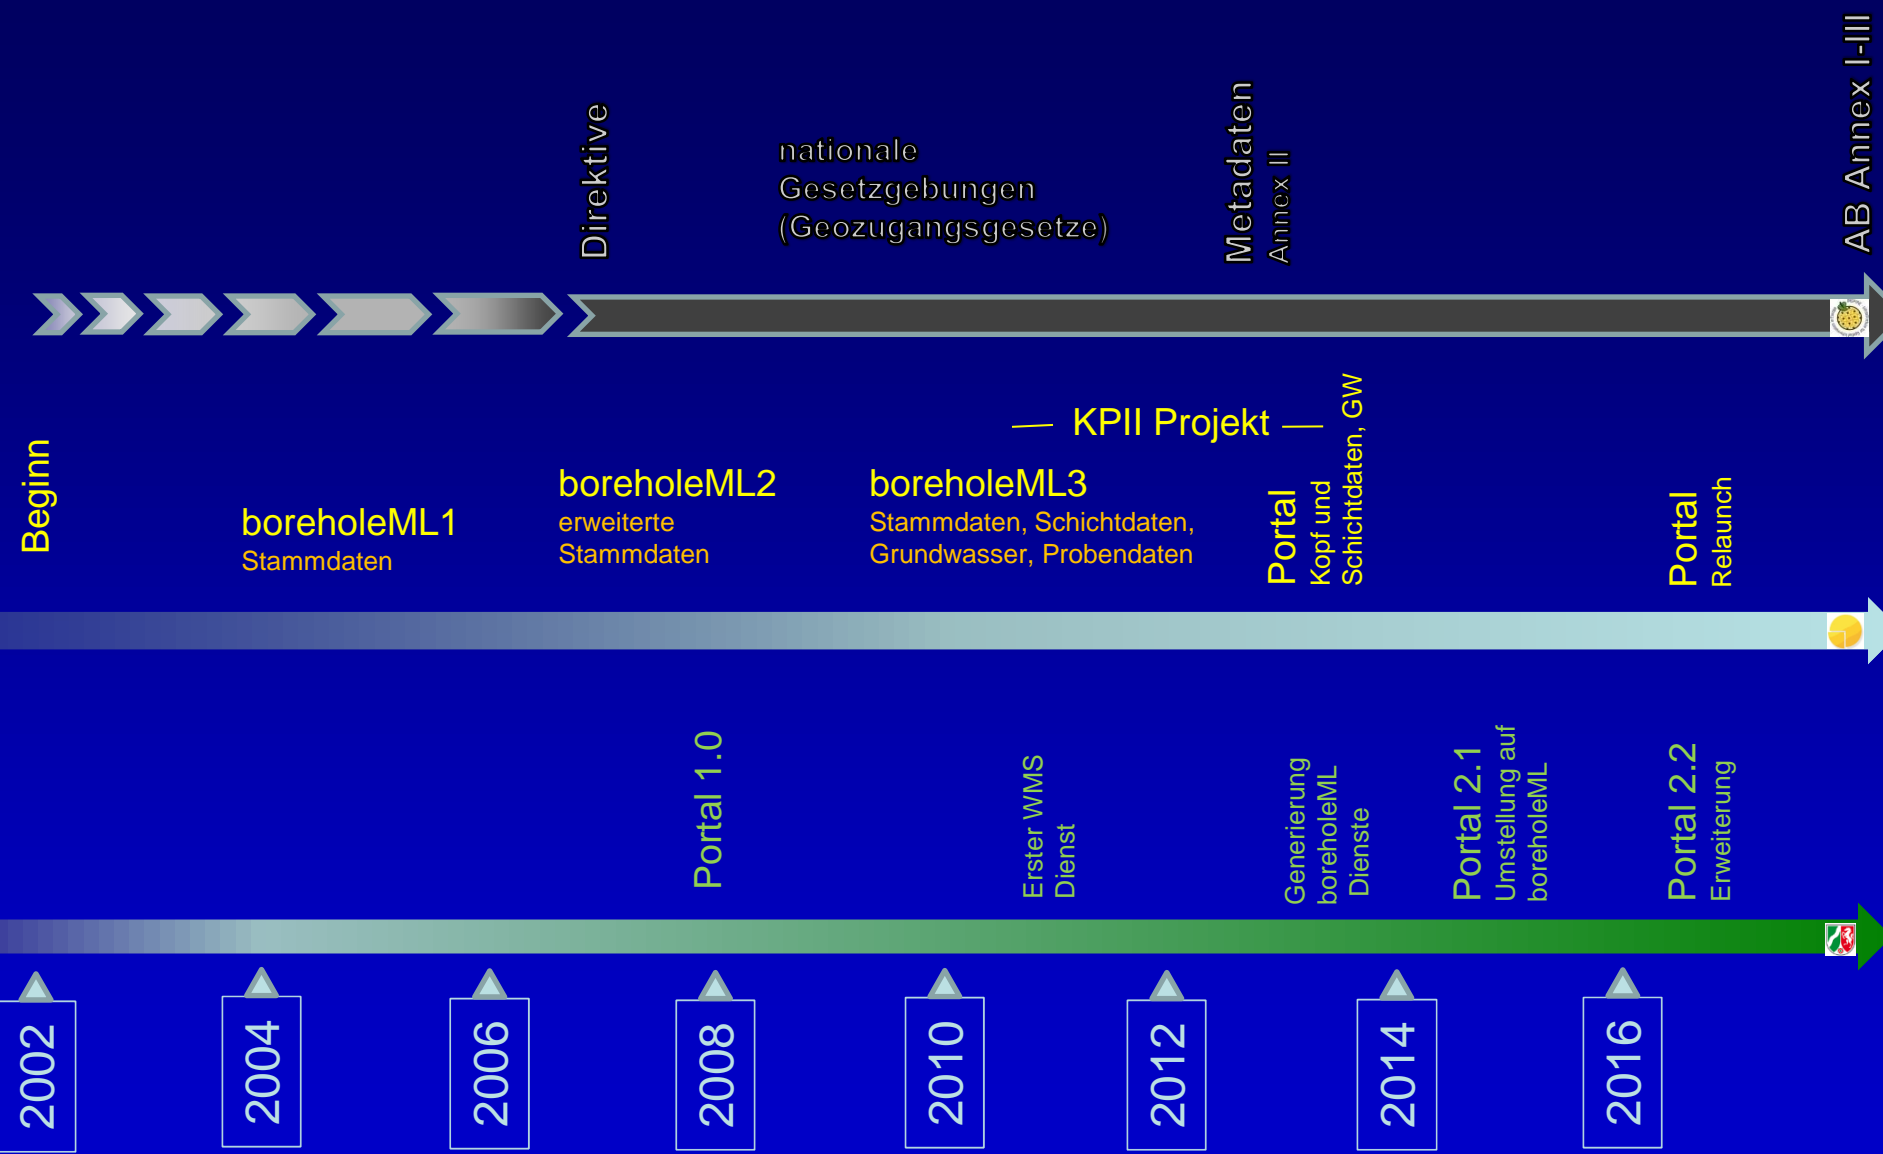 Direktive
nationale
Gesetzgebungen
(Geozugangsgesetze)
Metadaten
Annex II
AB Annex I-III
Beginn
boreholeML1
Stammdaten
boreholeML2
erweiterte
Stammdaten
boreholeML3
Stammdaten, Schichtdaten,
Grundwasser, Probendaten
KPII Projekt
Portal
Kopf und
Schichtdaten, GW
Portal
Relaunch
Portal 1.0
Erster WMS
Dienst
Generierung
boreholeML
Dienste
Portal 2.1
Umstellung auf
boreholeML
Portal 2.2
Erweiterung
2002
2004
2006
2008
2010
2012
2014
2016